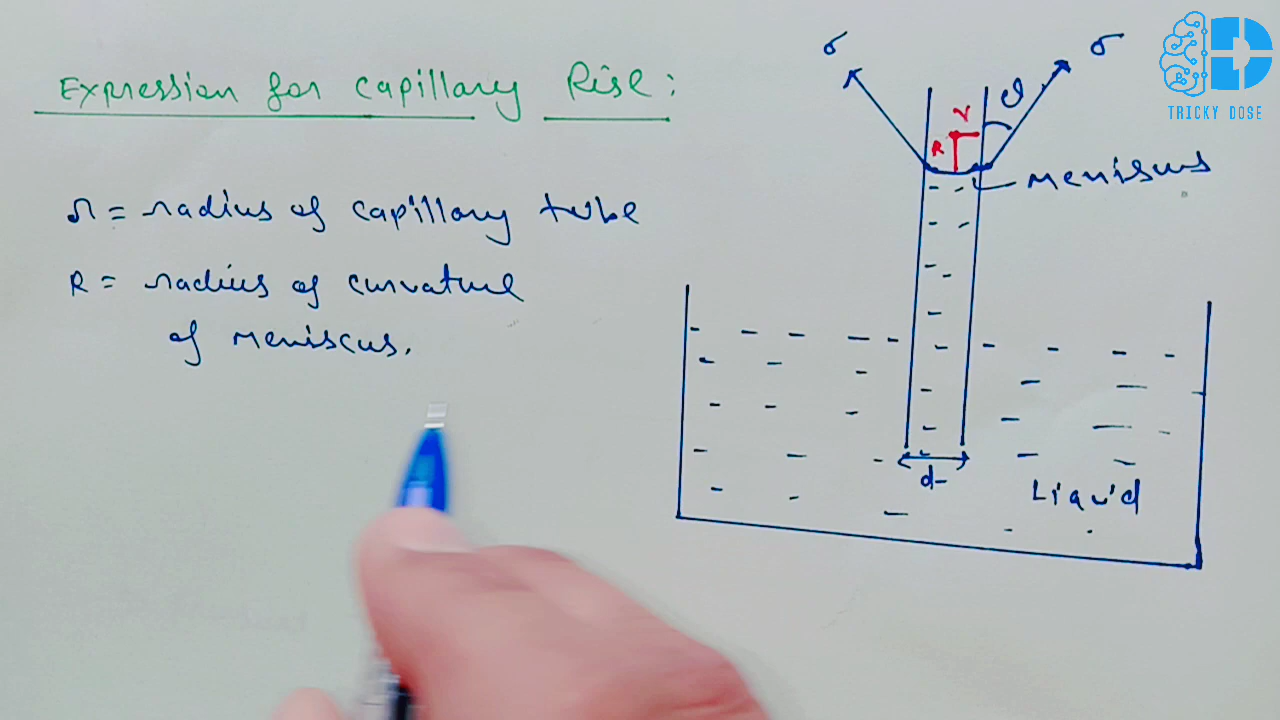 Expression for Capillary Rise:
r = radius of capillary tube
R = radius of curvature
of meniscus.
σ
σ
θ
r
R
Meniscus
d
Liquid
TRICKY DOSE